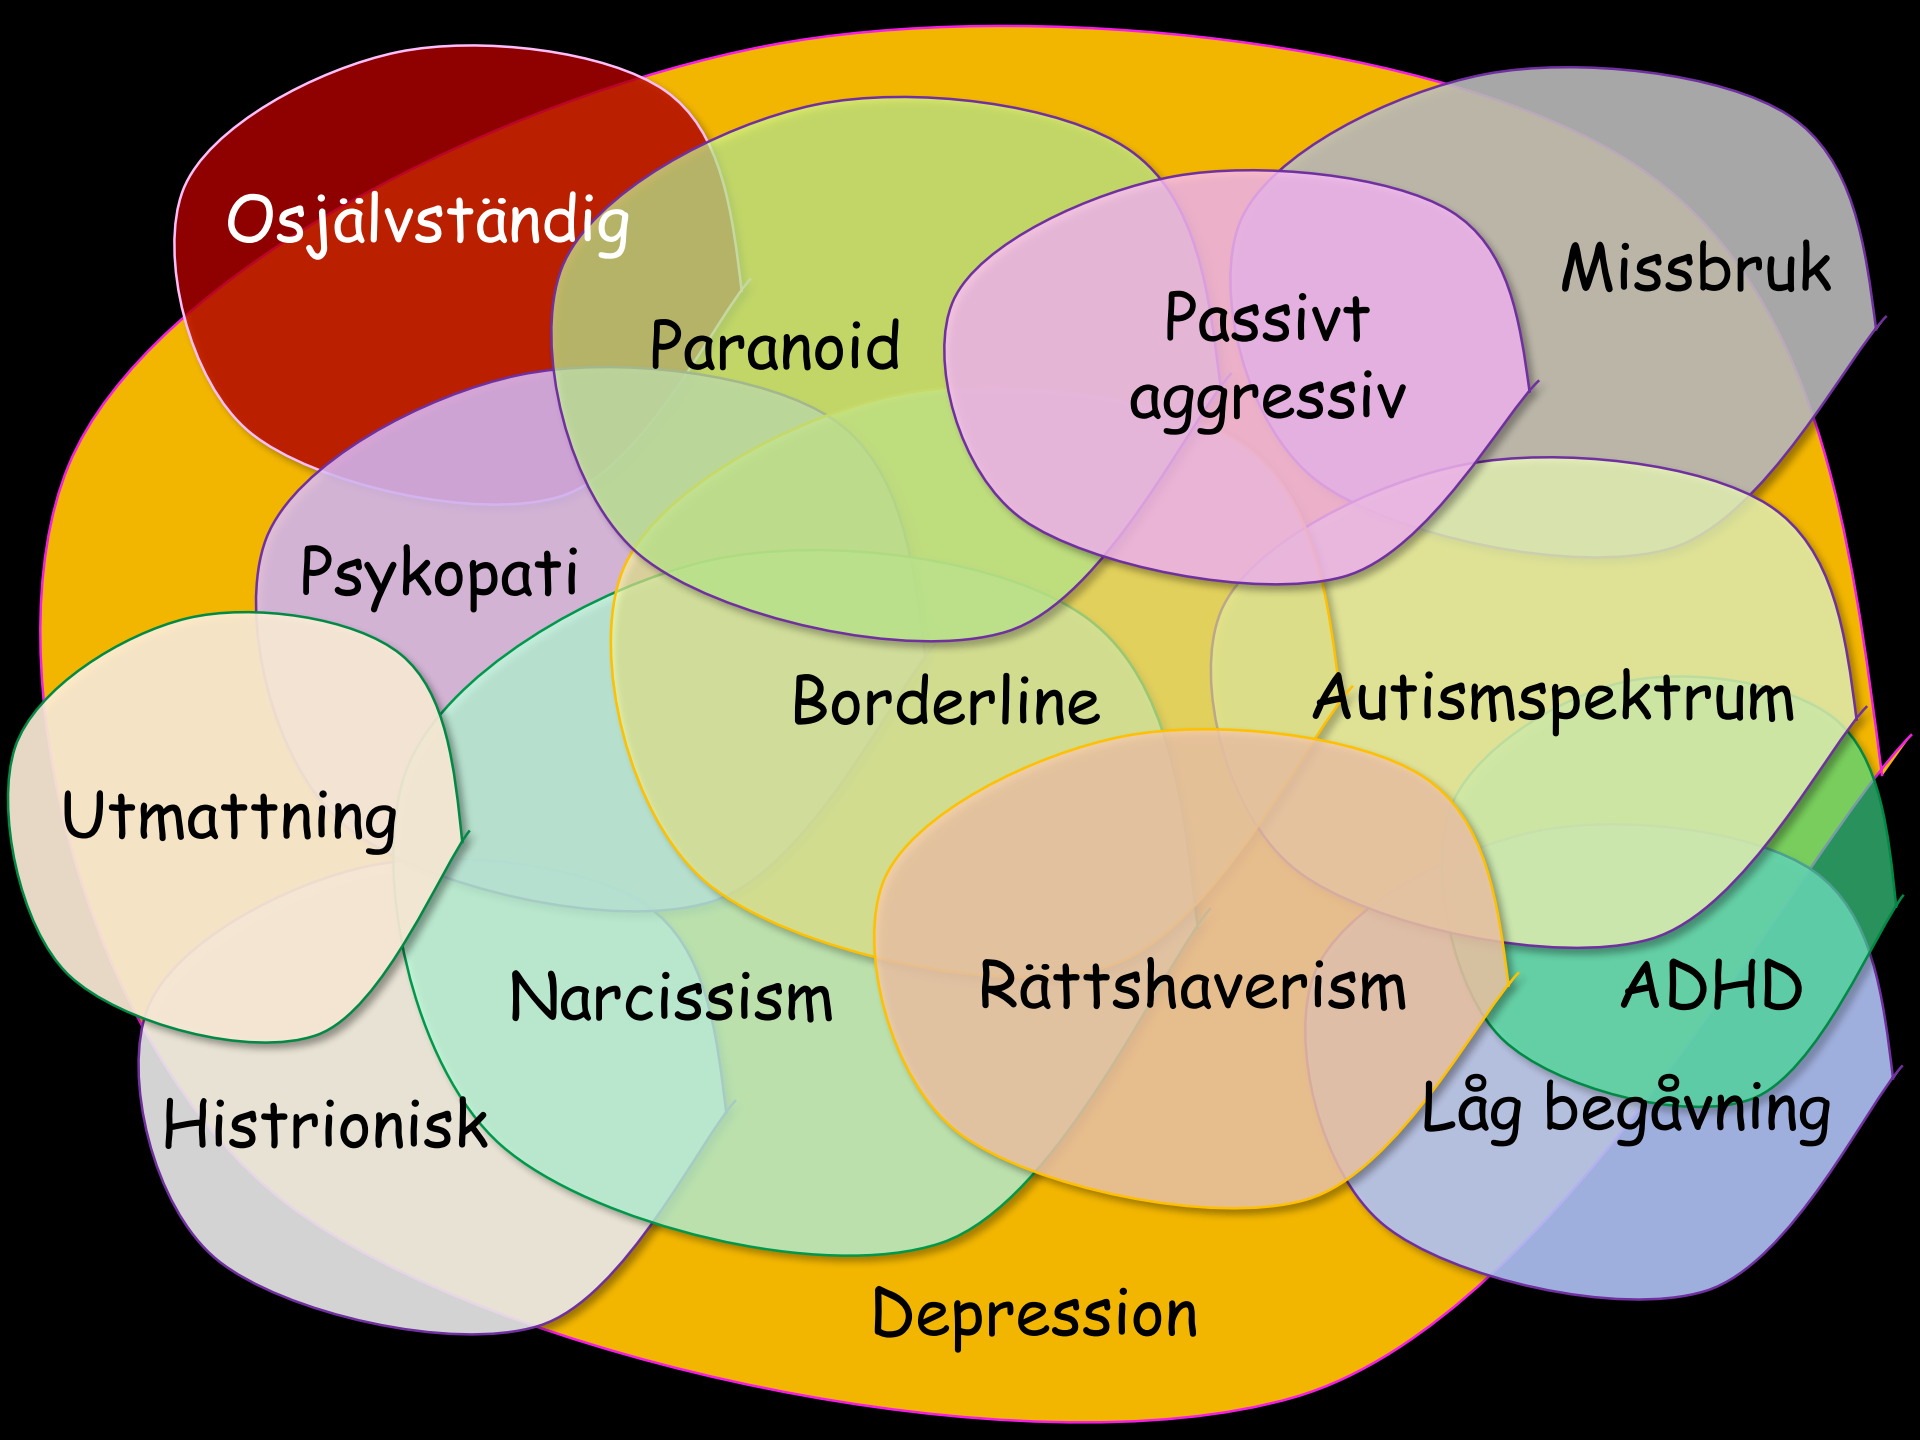 Osjälvständig
Missbruk
Paranoid
Passivt
aggressiv
Psykopati
Borderline
Autismspektrum
Utmattning
Narcissism
Rättshaverism
ADHD
Histrionisk
Låg begåvning
Depression